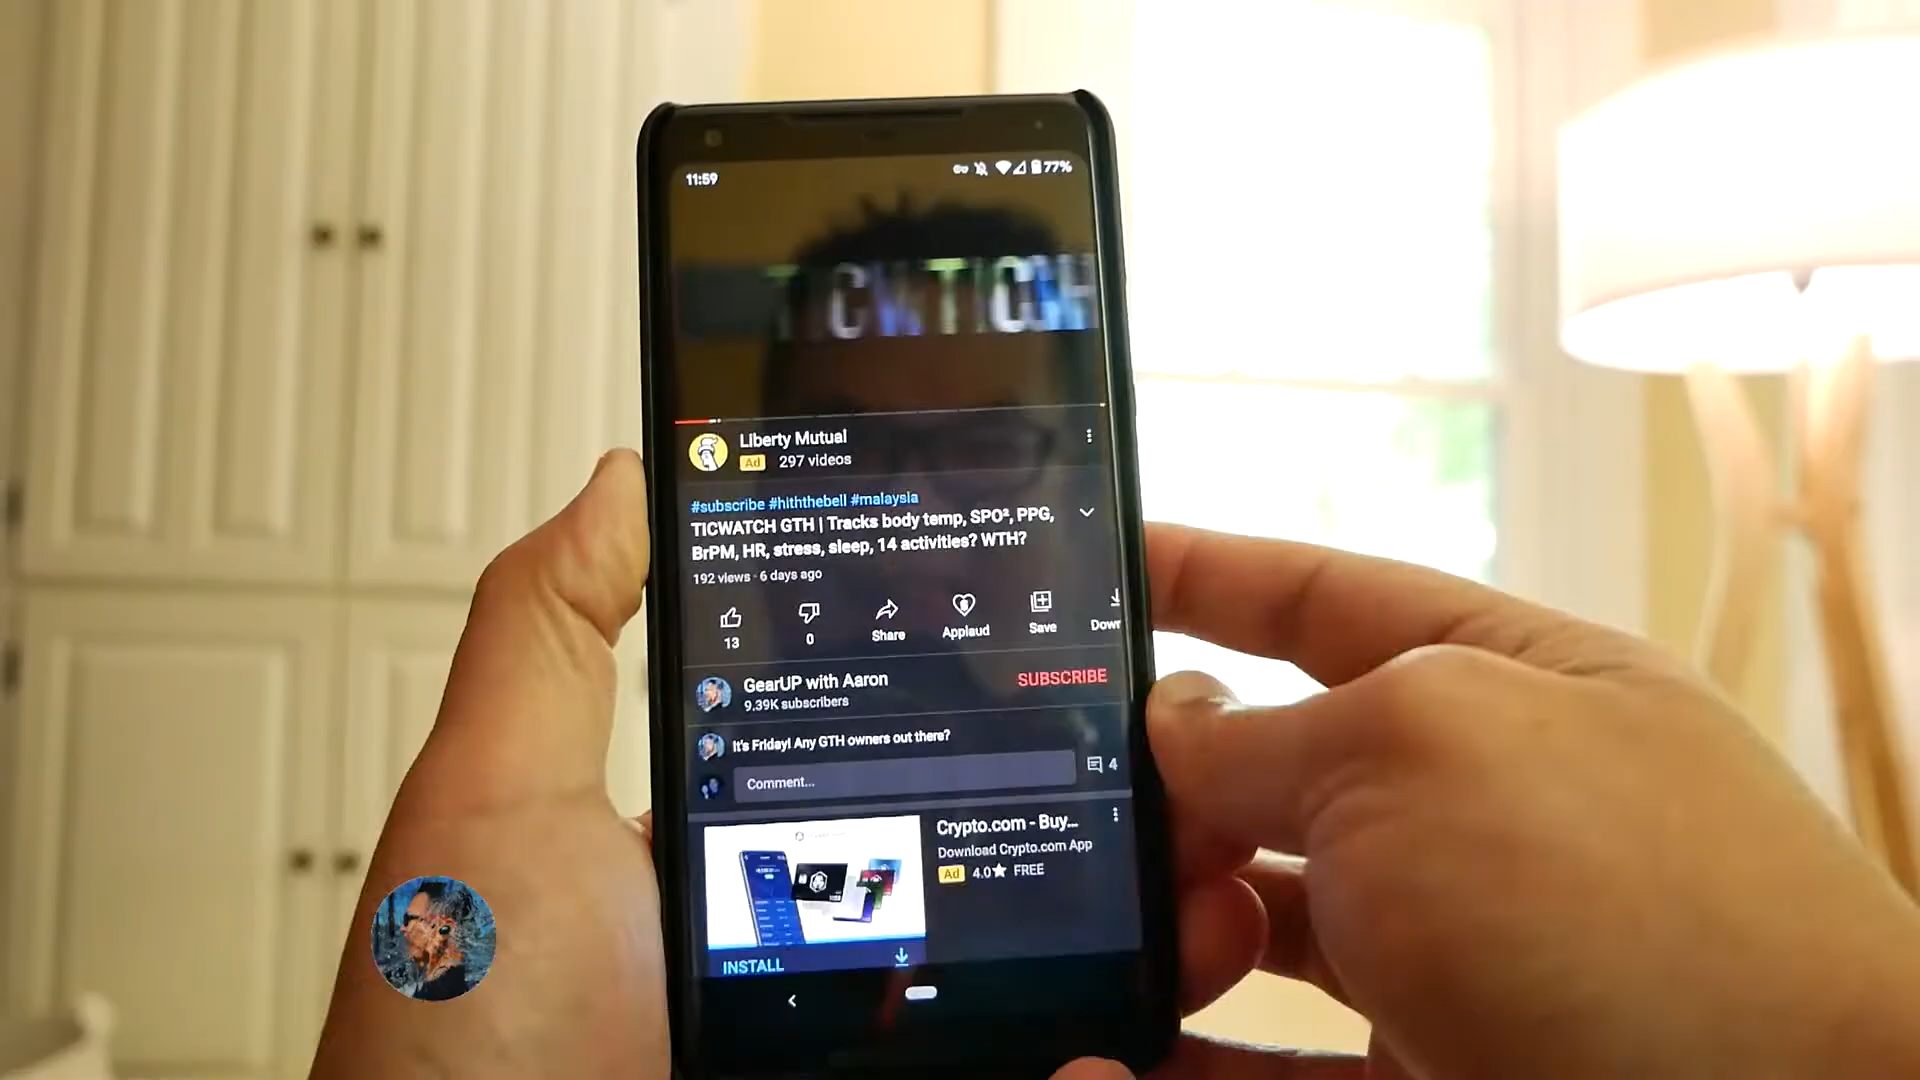 11:59
77%
TICWTICH
Liberty Mutual
Ad 297 videos
#subscribe #hiththebell #malaysia
TICWATCH GTH | Tracks body temp, SPO², PPG,
BrPM, HR, stress, sleep, 14 activities? WTH?
192 views · 6 days ago
13
0
Share
Applaud
Save
Down
GearUP with Aaron
SUBSCRIBE
9.39K subscribers
It's Friday! Any GTH owners out there?
Comment...
4
Crypto.com - Buy...
Download Crypto.com App
Ad 4.0★ FREE
INSTALL